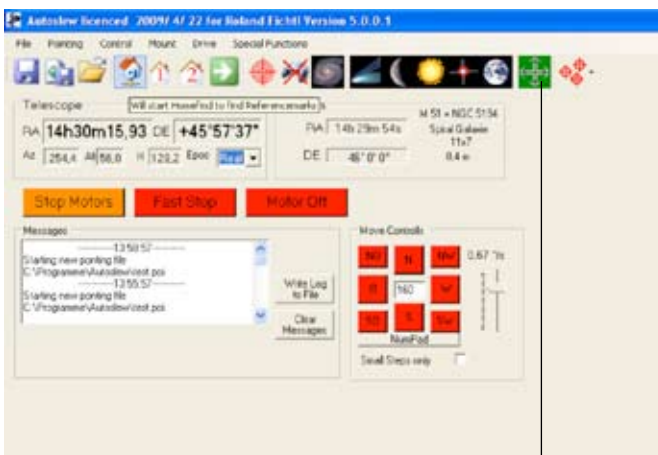 Autoslew licenced 2009/ 4/ 22 for Roland Fichtl Version 5.0.0.1
File Pointing Control Mount Drive Special Functions
Telescope
Will start HomeFind to find Referencemarks
RA 14h30m15,93 DE +45°57'37"
Az 254,4 Alt 56,0 H 123,2 Epoc Real
RA 14h 29m 54s
DE 46° 0' 0"
M 51 = NGC 5194
Spiral Galaxie
11x7
8.4 m
Stop Motors Fast Stop Motor Off
Messages
----------13:58:57----------
Starting new pointing file
C:\Programme\Autoslew\test.poi
----------13:55:57----------
Starting new pointing file
C:\Programme\Autoslew\test.poi
Write Log
to File
Clear
Messages
Move Controls
NO N NW 0.67 "/s
O 160 W
SO S SW
NumPad
Small Steps only